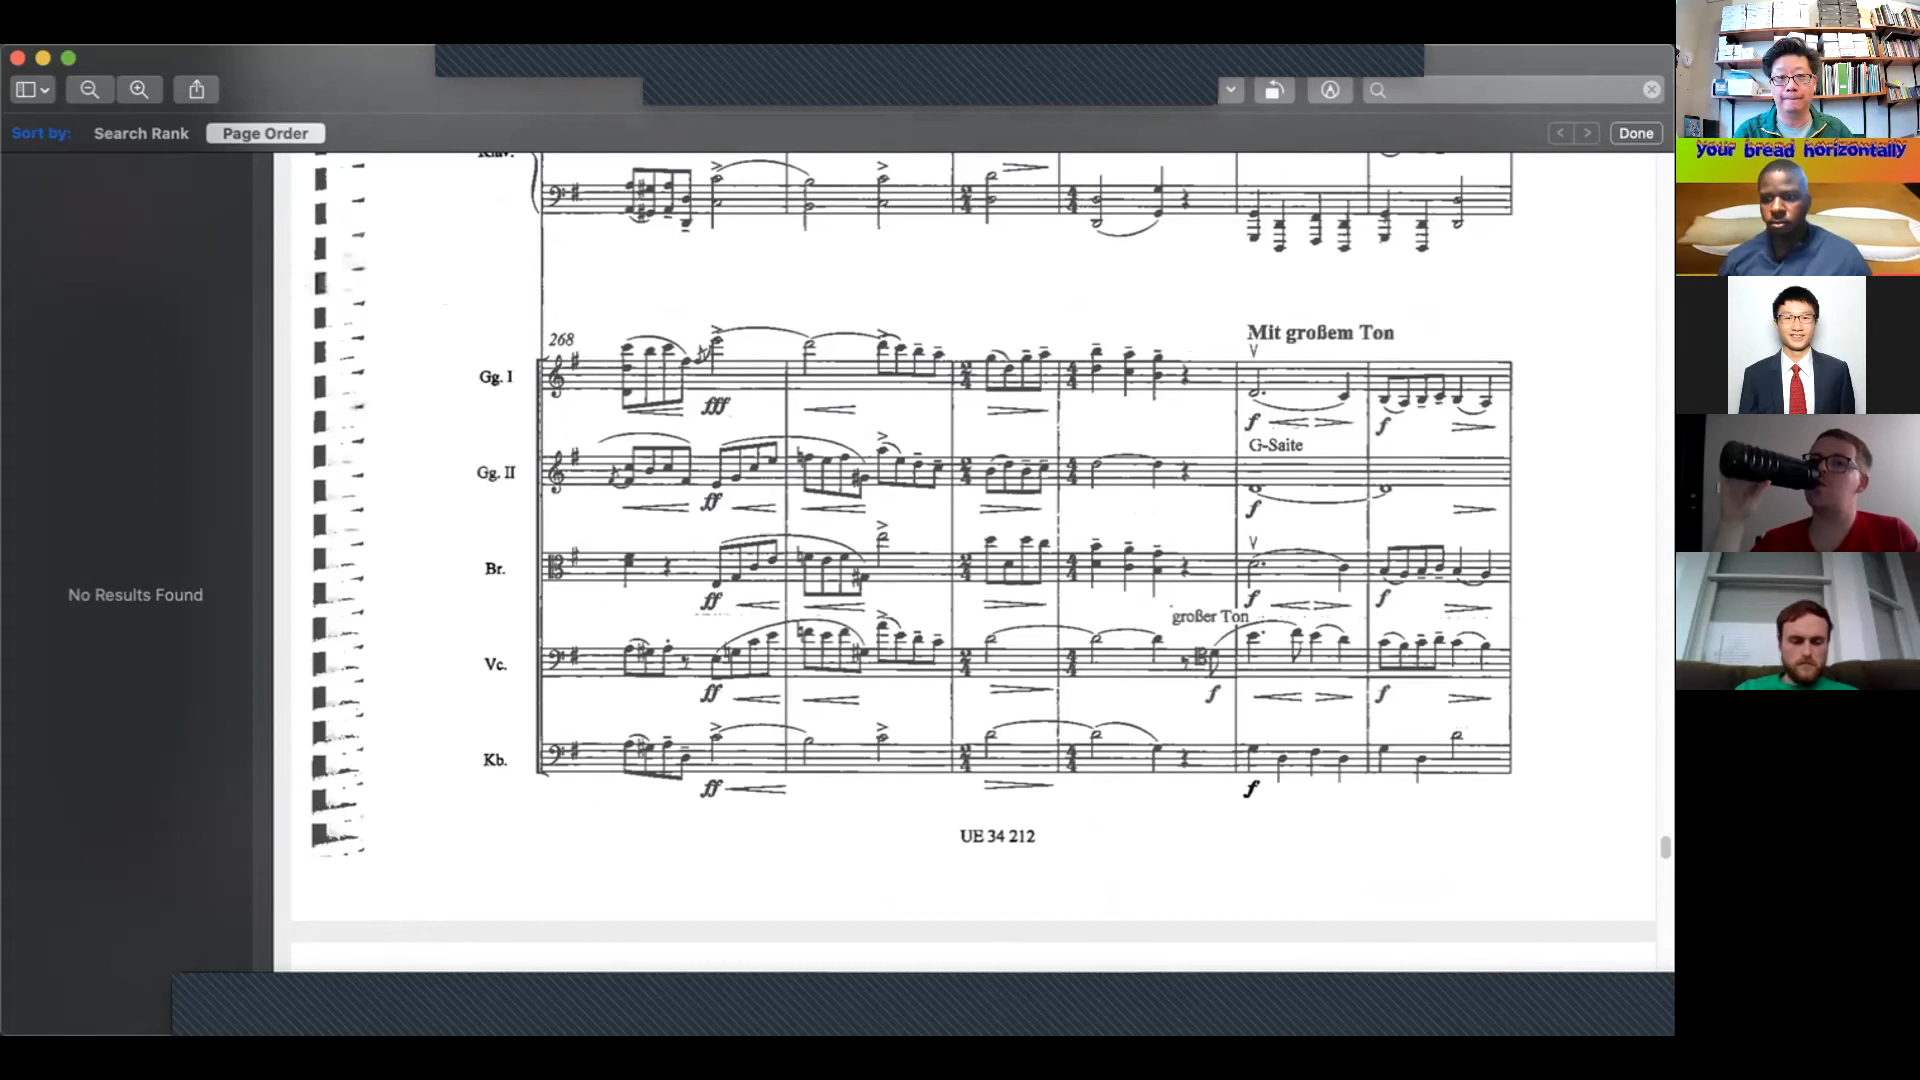 Sort by: Search Rank Page Order Done
No Results Found
Klav.
268
Mit großem Ton
Gg. I
fff
f
f
G-Saite
Gg. II
ff
f
Br.
ff
f
f
großer Ton
Vc.
ff
f
f
Kb.
ff
f
UE 34 212
your bread horizontally